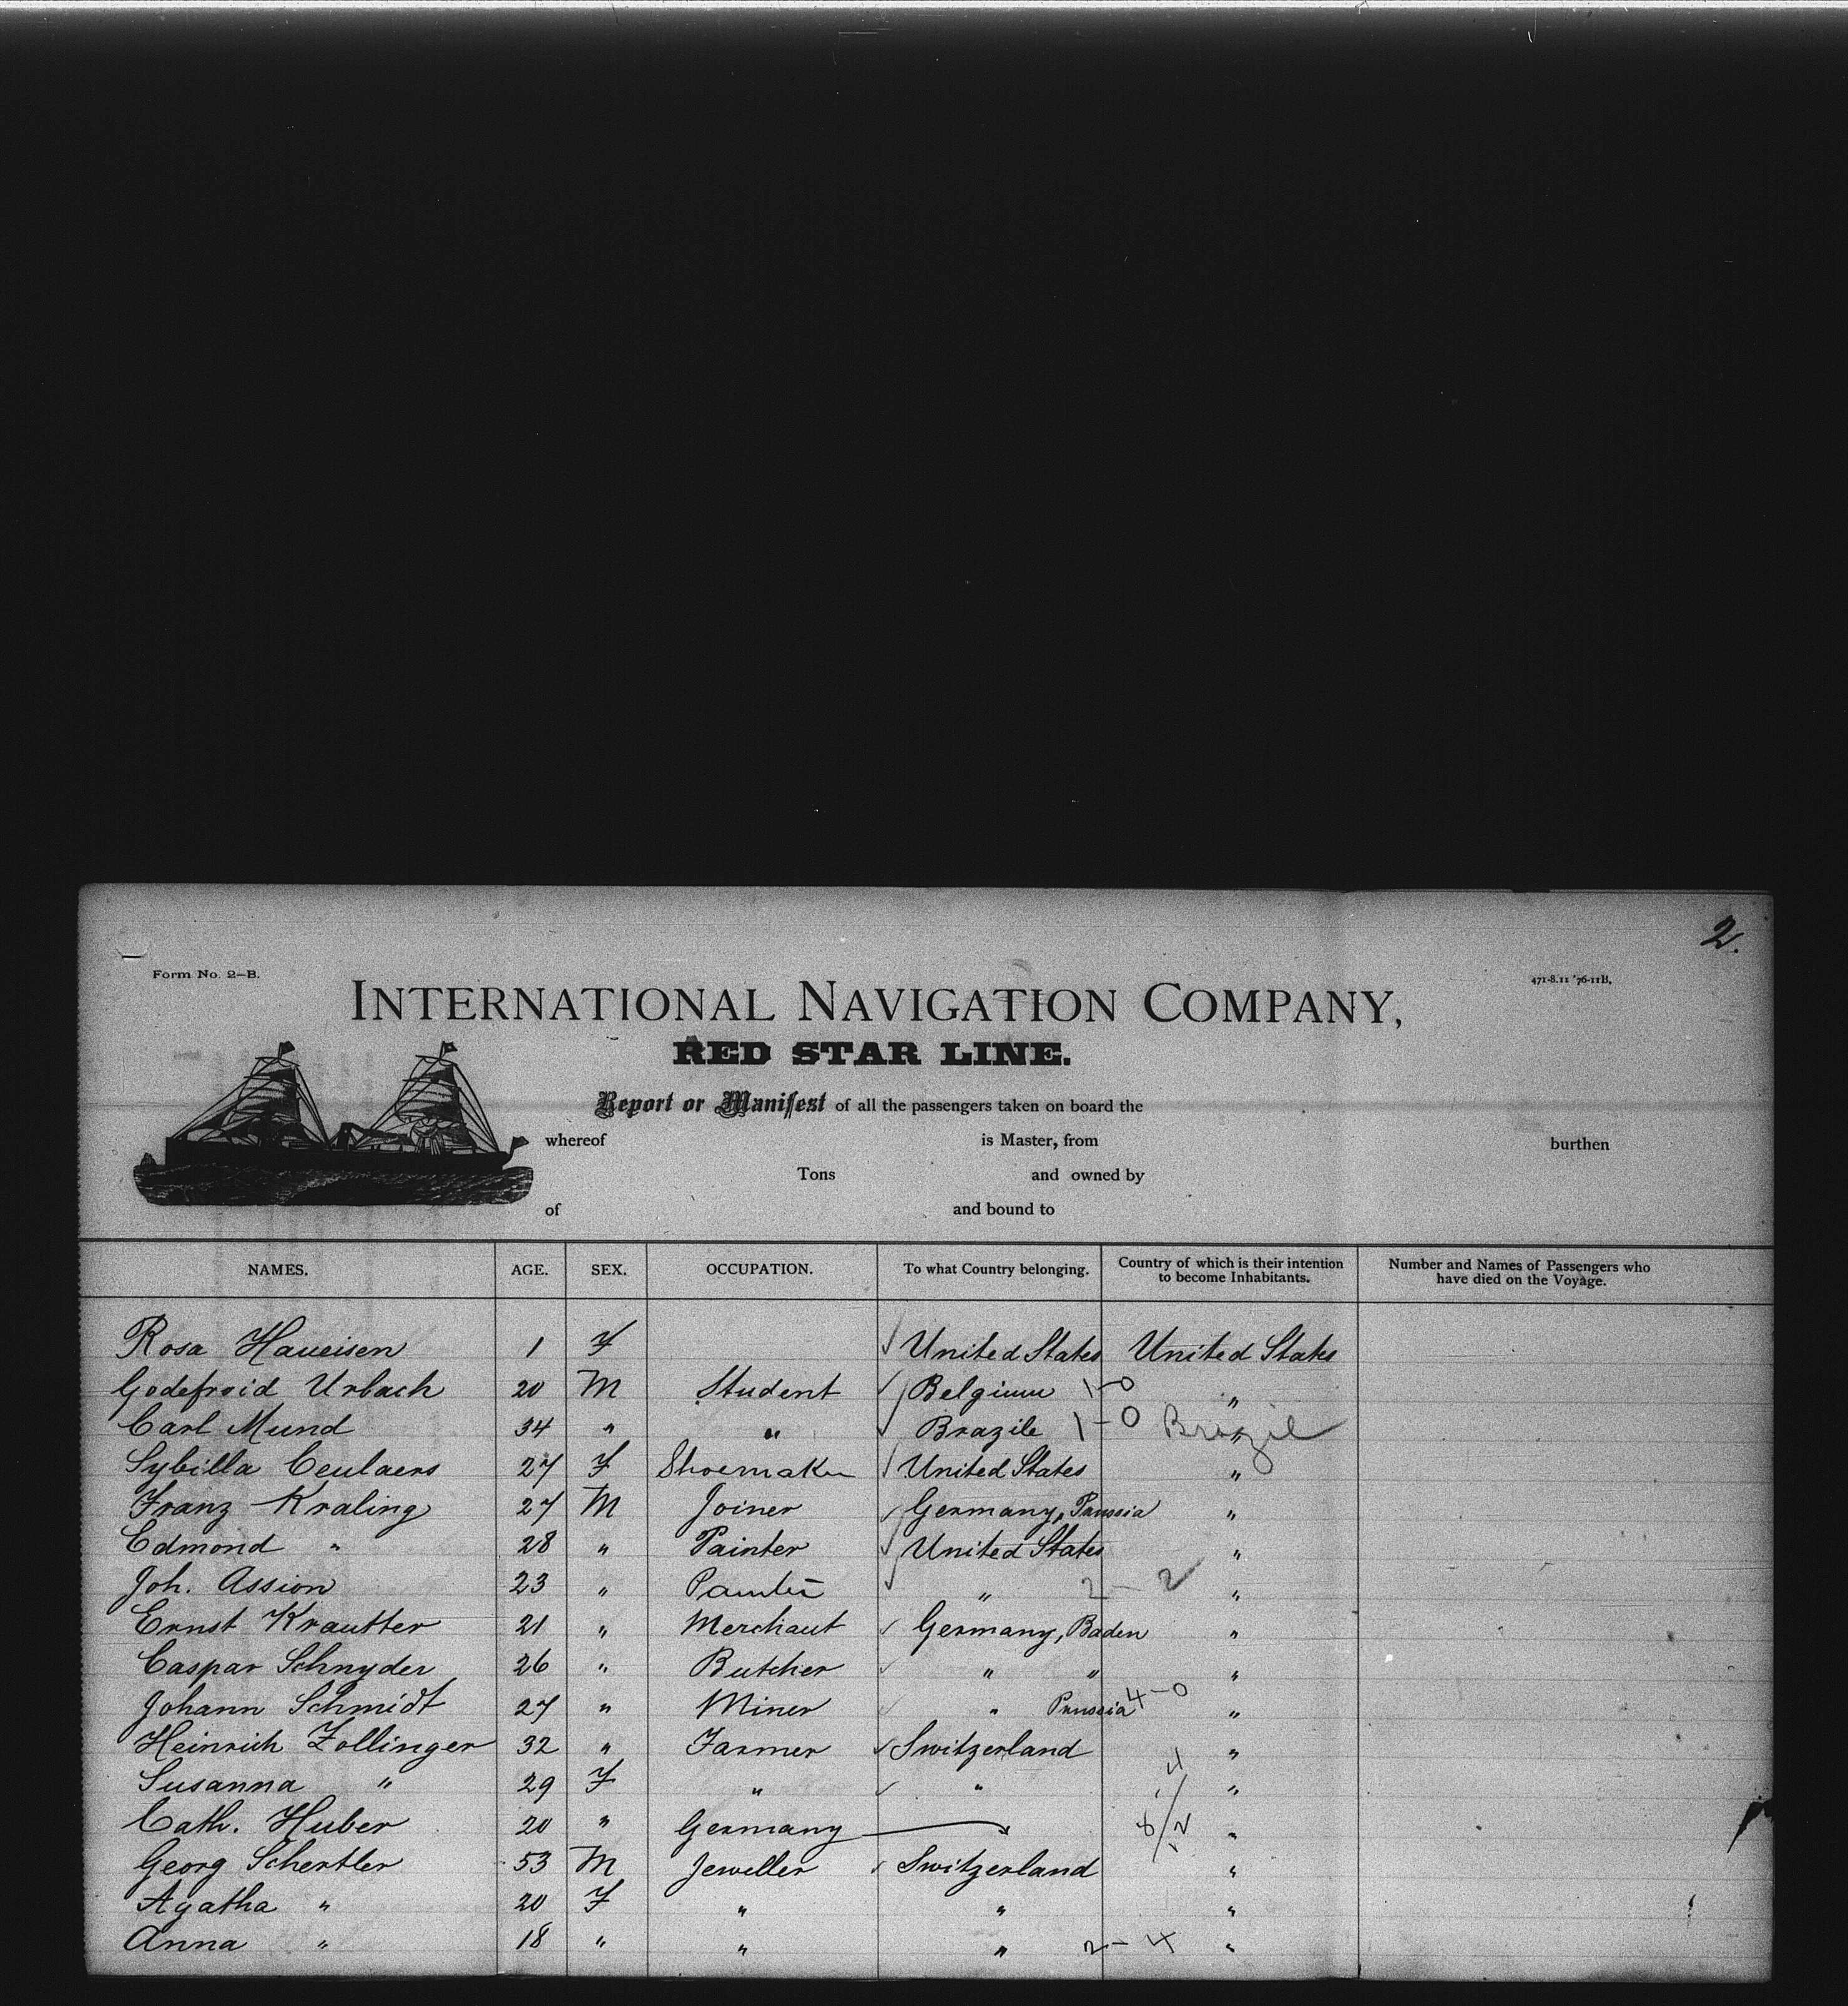 2.
Form No. 2–B.
471-8.11 '76-11B.
INTERNATIONAL NAVIGATION COMPANY,
RED STAR LINE.
Report or Manifest of all the passengers taken on board the
whereof is Master, from burthen
Tons and owned by
of and bound to
NAMES. AGE. SEX. OCCUPATION. To what Country belonging. Country of which is their intention to become Inhabitants. Number and Names of Passengers who have died on the Voyage.
Rosa Haueisen 1 F ✓ United States United States
Godefroid Urbach 20 M Student ✓ Belgium 1-0 "
Carl Mund 34 " " ✓ Brazile 1-0 Brazil "
Sybilla Ceulaers 27 F Shoemaker ✓ United States "
Franz Kraling 27 M Joiner ✓ Germany, Prussia "
Edmond " 28 " Painter ✓ United States "
Joh. Assion 23 " Painter ✓ " 2-2 "
Ernst Krautter 21 " Merchant ✓ Germany, Baden "
Caspar Schnyder 26 " Butcher ✓ " " "
Johann Schmidt 27 " Miner ✓ " Prussia 4-0 "
Heinrich Zollinger 32 " Farmer ✓ Switzerland "
Susanna " 29 F " ✓ " "
Cath. Huber 20 " Germany 8/2 "
Georg Schertler 53 M Jeweller ✓ Switzerland "
Agatha " 20 F " " "
Anna " 18 " " " 2-4 "